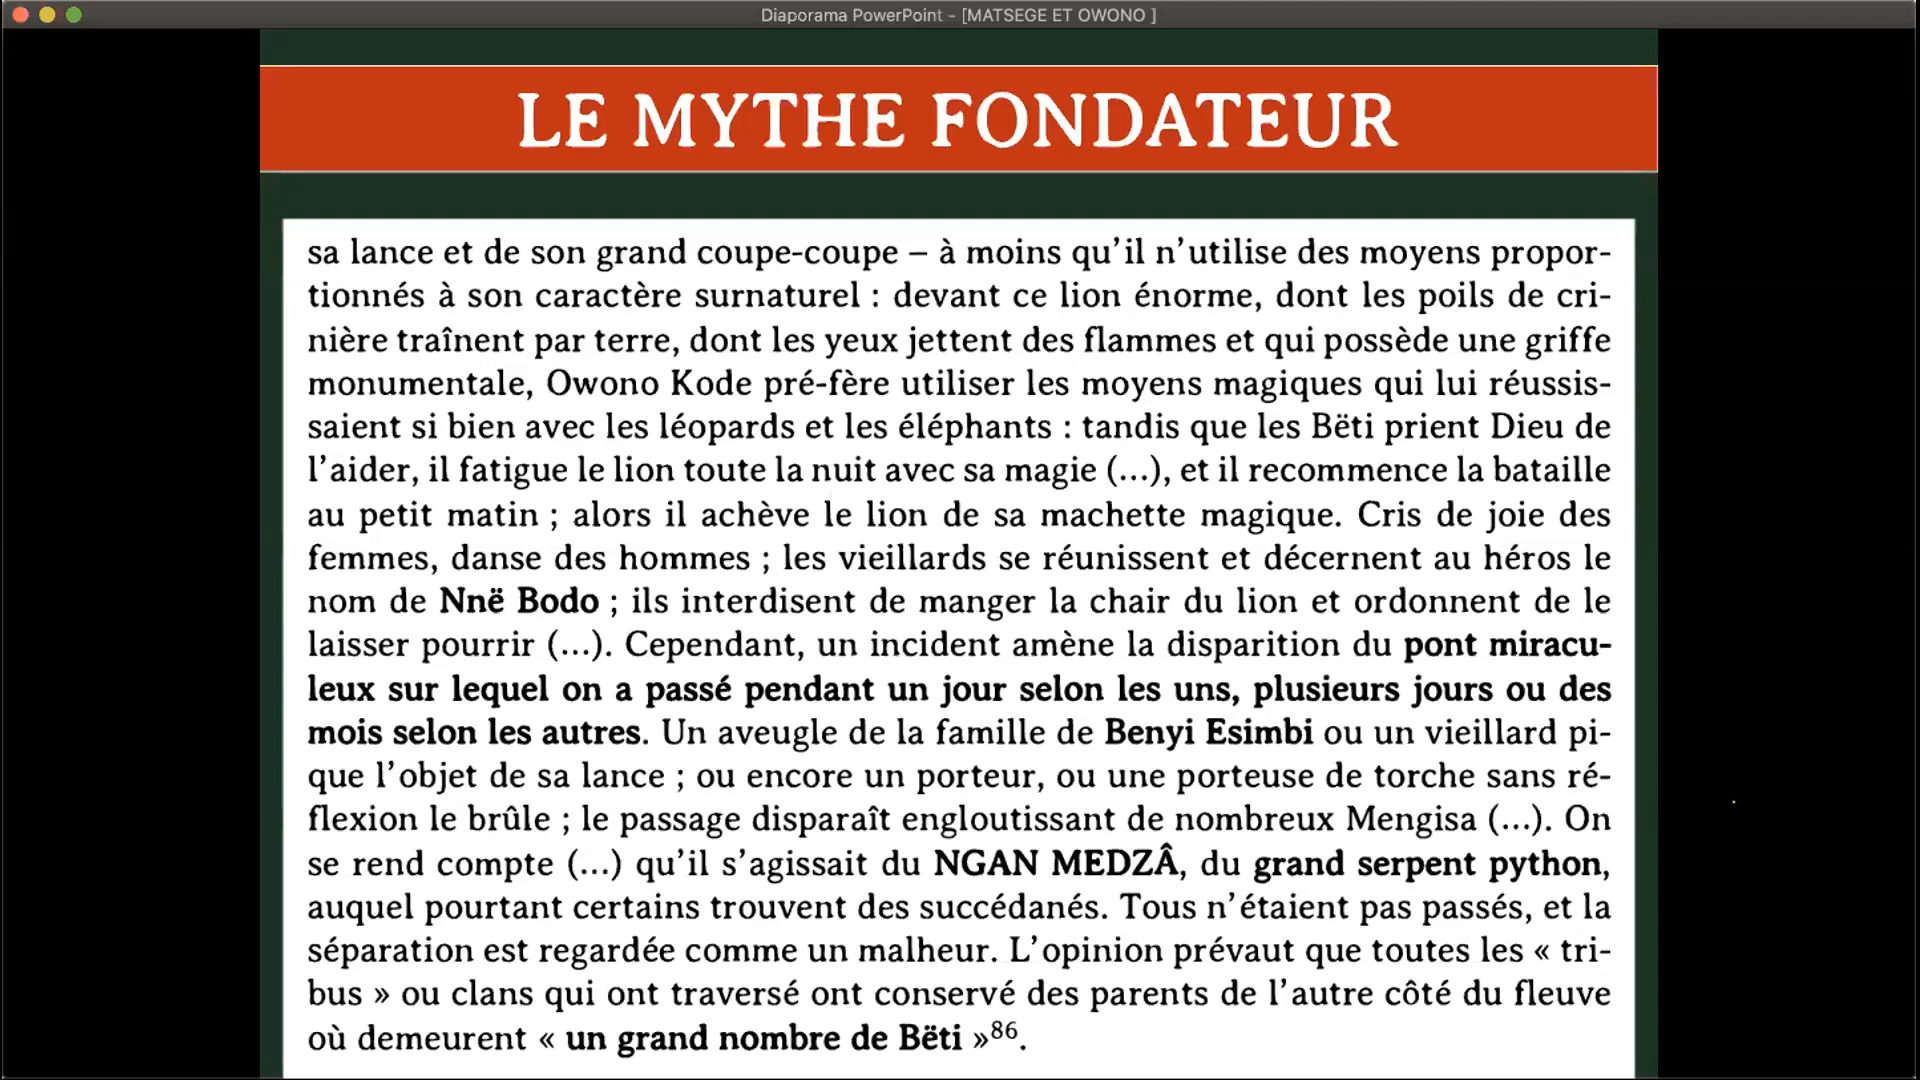 Diaporama PowerPoint - [MATSEGE ET OWONO ]
LE MYTHE FONDATEUR
sa lance et de son grand coupe-coupe – à moins qu’il n’utilise des moyens propor-
tionnés à son caractère surnaturel : devant ce lion énorme, dont les poils de cri-
nière traînent par terre, dont les yeux jettent des flammes et qui possède une griffe
monumentale, Owono Kode pré-fère utiliser les moyens magiques qui lui réussis-
saient si bien avec les léopards et les éléphants : tandis que les Bëti prient Dieu de
l’aider, il fatigue le lion toute la nuit avec sa magie (...), et il recommence la bataille
au petit matin ; alors il achève le lion de sa machette magique. Cris de joie des
femmes, danse des hommes ; les vieillards se réunissent et décernent au héros le
nom de Nnë Bodo ; ils interdisent de manger la chair du lion et ordonnent de le
laisser pourrir (...). Cependant, un incident amène la disparition du pont miracu-
leux sur lequel on a passé pendant un jour selon les uns, plusieurs jours ou des
mois selon les autres. Un aveugle de la famille de Benyi Esimbi ou un vieillard pi-
que l’objet de sa lance ; ou encore un porteur, ou une porteuse de torche sans ré-
flexion le brûle ; le passage disparaît engloutissant de nombreux Mengisa (...). On
se rend compte (...) qu’il s’agissait du NGAN MEDZÂ, du grand serpent python,
auquel pourtant certains trouvent des succédanés. Tous n’étaient pas passés, et la
séparation est regardée comme un malheur. L’opinion prévaut que toutes les « tri-
bus » ou clans qui ont traversé ont conservé des parents de l’autre côté du fleuve
où demeurent « un grand nombre de Bëti »86.